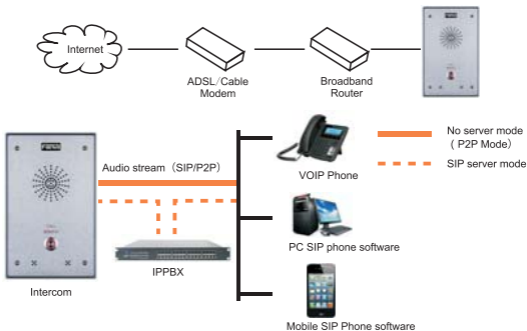 Internet
ADSL/Cable
Modem
Broadband
Router
Audio stream（SIP/P2P）
No server mode
( P2P Mode）
SIP server mode
VOIP Phone
PC SIP phone software
IPPBX
Intercom
Mobile SIP Phone software